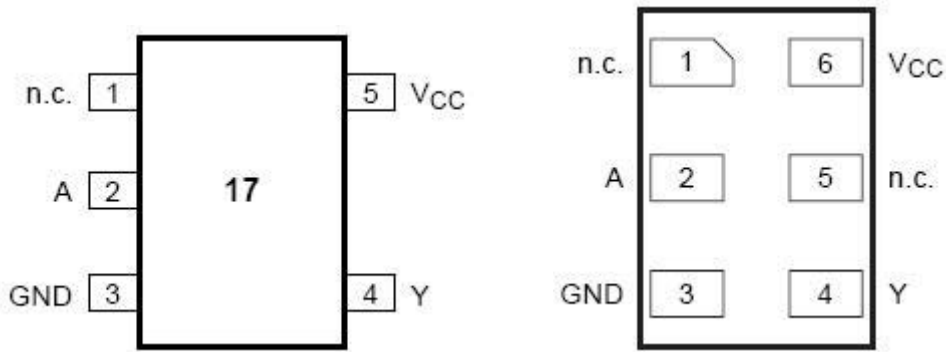 n.c. 1 5 VCC
A 2 17
GND 3 4 Y
n.c. 1 6 VCC
A 2 5 n.c.
GND 3 4 Y